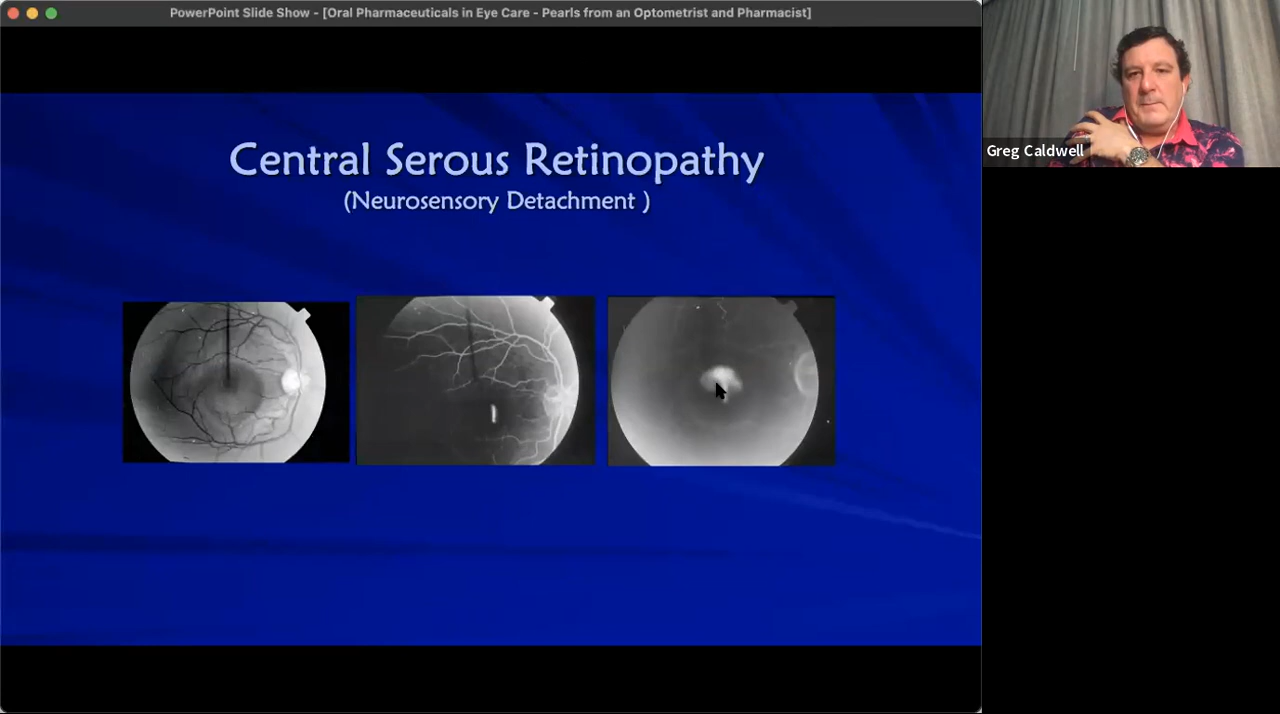 PowerPoint Slide Show - [Oral Pharmaceuticals in Eye Care - Pearls from an Optometrist and Pharmacist]
Central Serous Retinopathy
(Neurosensory Detachment )
Greg Caldwell